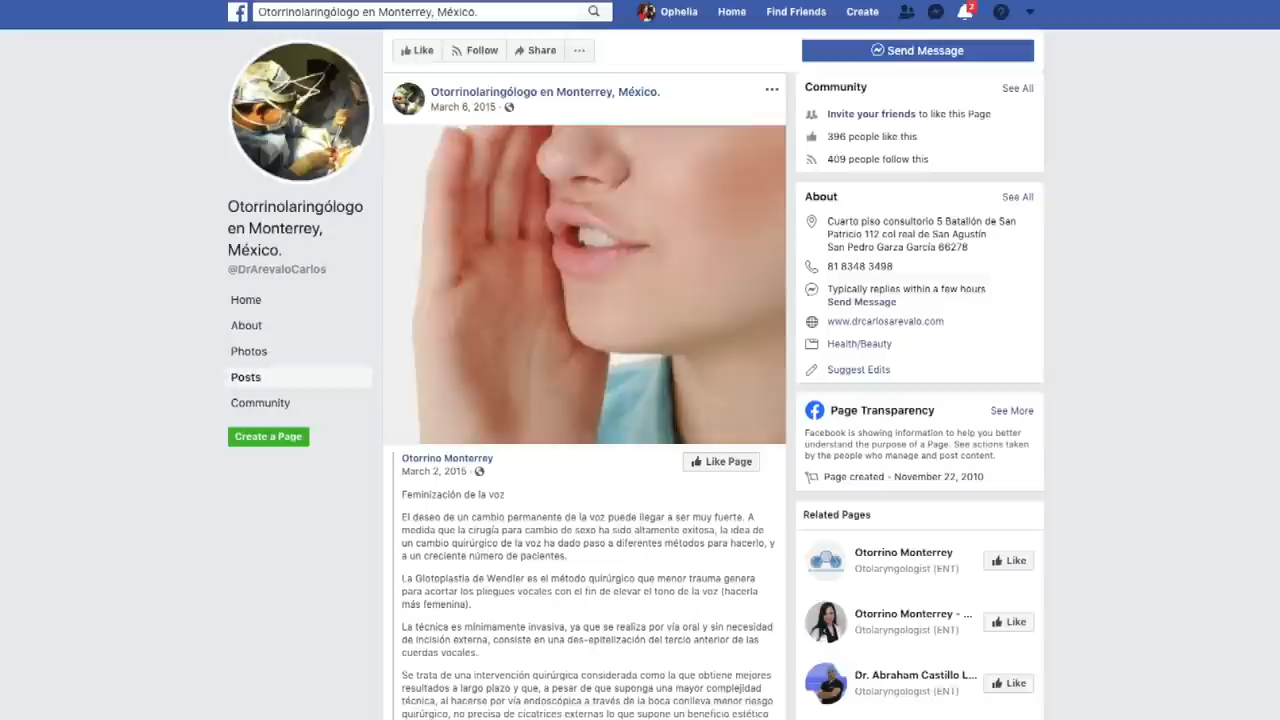 Otorrinolaringólogo en Monterrey, México.
Ophelia
Home
Find Friends
Create
2
Otorrinolaringólogo
en Monterrey,
México.
@DrArevaloCarlos
Home
About
Photos
Posts
Community
Create a Page
Like
Follow
Share
Otorrinolaringólogo en Monterrey, México.
March 6, 2015
Otorrino Monterrey
March 2, 2015
Like Page
Feminización de la voz
El deseo de un cambio permanente de la voz puede llegar a ser muy fuerte. A
medida que la cirugía para cambio de sexo ha sido altamente exitosa, la idea de
un cambio quirúrgico de la voz ha dado paso a diferentes métodos para hacerlo, y
a un creciente número de pacientes.
La Glotoplastia de Wendler es el método quirúrgico que menor trauma genera
para acortar los pliegues vocales con el fin de elevar el tono de la voz (hacerla
más femenina).
La técnica es mínimamente invasiva, ya que se realiza por vía oral y sin necesidad
de incisión externa, consiste en una des-epitelización del tercio anterior de las
cuerdas vocales.
Se trata de una intervención quirúrgica considerada como la que obtiene mejores
resultados a largo plazo y que, a pesar de que suponga una mayor complejidad
técnica, al hacerse por vía endoscópica a través de la boca conlleva menor riesgo
quirúrgico, no precisa de cicatrices externas lo que supone un beneficio estético
Send Message
Community
See All
Invite your friends to like this Page
396 people like this
409 people follow this
About
See All
Cuarto piso consultorio 5 Batallón de San
Patricio 112 col real de San Agustín
San Pedro Garza García 66278
81 8348 3498
Typically replies within a few hours
Send Message
www.drcarlosarevalo.com
Health/Beauty
Suggest Edits
Page Transparency
See More
Facebook is showing information to help you better
understand the purpose of a Page. See actions taken
by the people who manage and post content.
Page created - November 22, 2010
Related Pages
Otorrino Monterrey
Otolaryngologist (ENT)
Like
Otorrino Monterrey - ...
Otolaryngologist (ENT)
Like
Dr. Abraham Castillo L...
Otolaryngologist (ENT)
Like